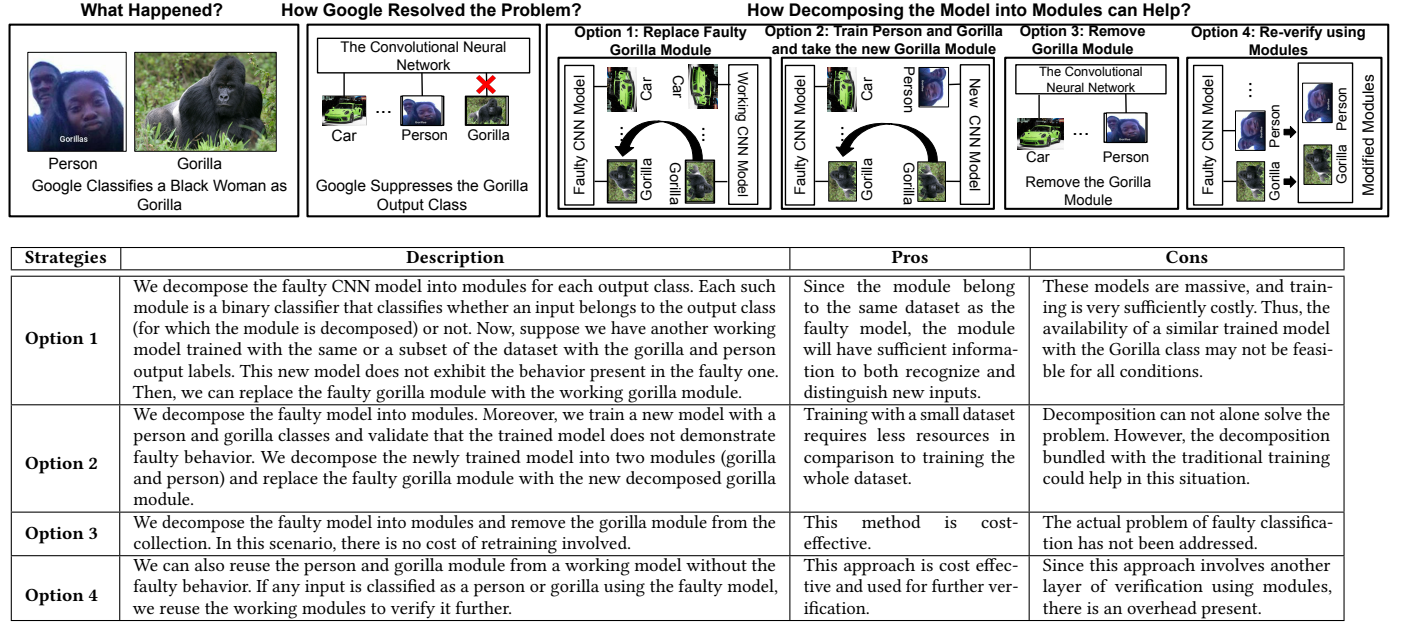 What Happened?
How Google Resolved the Problem?
How Decomposing the Model into Modules can Help?
Gorillas
Person
Gorilla
Google Classifies a Black Woman as
Gorilla
The Convolutional Neural
Network
...
Car
Person
Gorilla
Google Suppresses the Gorilla
Output Class
Option 1: Replace Faulty
Gorilla Module
Faulty CNN Model
Car
Car
...
...
Gorilla
Gorilla
Working CNN Model
Option 2: Train Person and Gorilla
and take the new Gorilla Module
Faulty CNN Model
Car
Person
...
...
Gorilla
Gorilla
New CNN Model
Option 3: Remove
Gorilla Module
The Convolutional
Neural Network
...
Car
Person
Remove the Gorilla
Module
Option 4: Re-verify using
Modules
Faulty CNN Model
...
Person
Gorilla
Person
Gorilla
Modified Modules
Strategies
Description
Pros
Cons
Option 1
We decompose the faulty CNN model into modules for each output class. Each such
module is a binary classifier that classifies whether an input belongs to the output class
(for which the module is decomposed) or not. Now, suppose we have another working
model trained with the same or a subset of the dataset with the gorilla and person
output labels. This new model does not exhibit the behavior present in the faulty one.
Then, we can replace the faulty gorilla module with the working gorilla module.
Since the module belong
to the same dataset as the
faulty model, the module
will have sufficient informa-
tion to both recognize and
distinguish new inputs.
These models are massive, and train-
ing is very sufficiently costly. Thus, the
availability of a similar trained model
with the Gorilla class may not be feasi-
ble for all conditions.
Option 2
We decompose the faulty model into modules. Moreover, we train a new model with a
person and gorilla classes and validate that the trained model does not demonstrate
faulty behavior. We decompose the newly trained model into two modules (gorilla
and person) and replace the faulty gorilla module with the new decomposed gorilla
module.
Training with a small dataset
requires less resources in
comparison to training the
whole dataset.
Decomposition can not alone solve the
problem. However, the decomposition
bundled with the traditional training
could help in this situation.
Option 3
We decompose the faulty model into modules and remove the gorilla module from the
collection. In this scenario, there is no cost of retraining involved.
This method is cost-
effective.
The actual problem of faulty classifica-
tion has not been addressed.
Option 4
We can also reuse the person and gorilla module from a working model without the
faulty behavior. If any input is classified as a person or gorilla using the faulty model,
we reuse the working modules to verify it further.
This approach is cost effec-
tive and used for further ver-
ification.
Since this approach involves another
layer of verification using modules,
there is an overhead present.